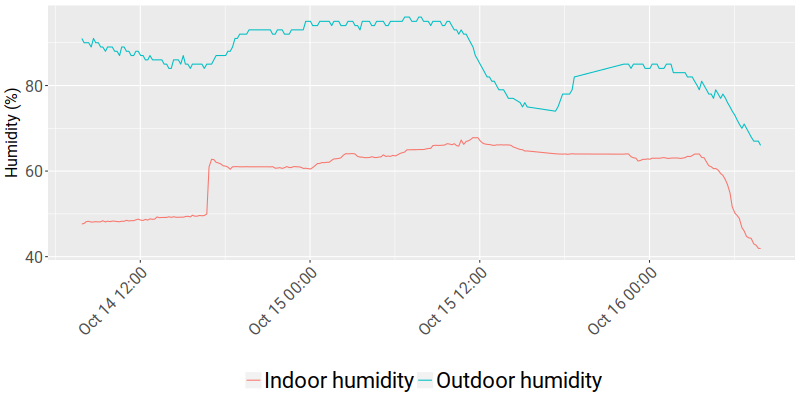 Humidity (%)
80
60
40
Oct 14 12:00
Oct 15 00:00
Oct 15 12:00
Oct 16 00:00
Indoor humidity
Outdoor humidity